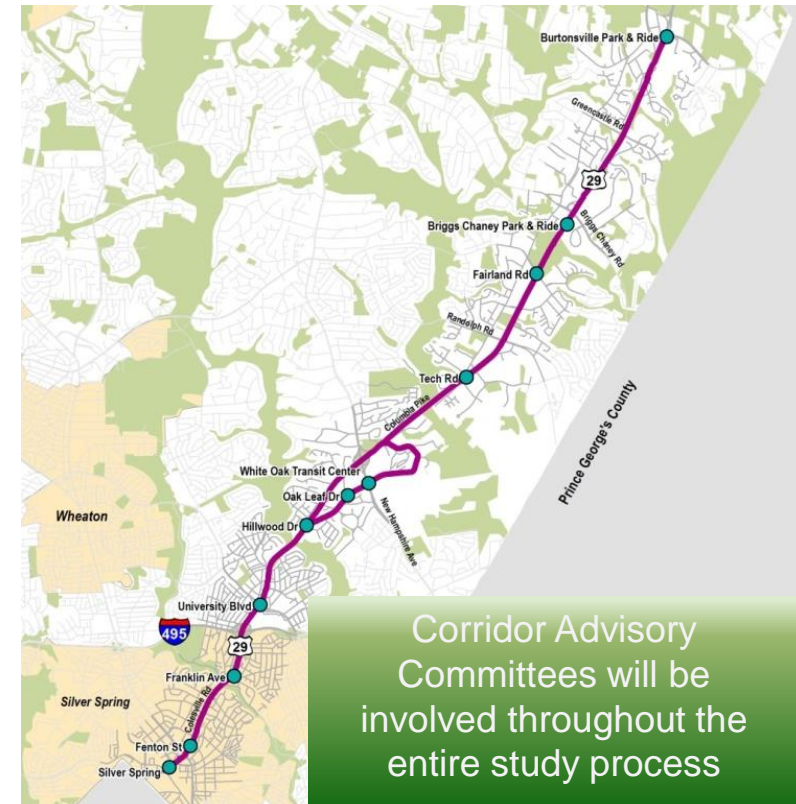 Burtonsville Park & Ride
Greencastle Rd
29
Briggs Chaney Park & Ride
Briggs Chaney Rd
Fairland Rd
Randolph Rd
Tech Rd
Columbia Pike
Prince George's County
White Oak Transit Center
Oak Leaf Dr
New Hampshire Ave
Wheaton
Hillwood Dr
University Blvd
495
29
Franklin Ave
Silver Spring
Colesville Rd
Fenton St
Silver Spring
Corridor Advisory
Committees will be
involved throughout the
entire study process